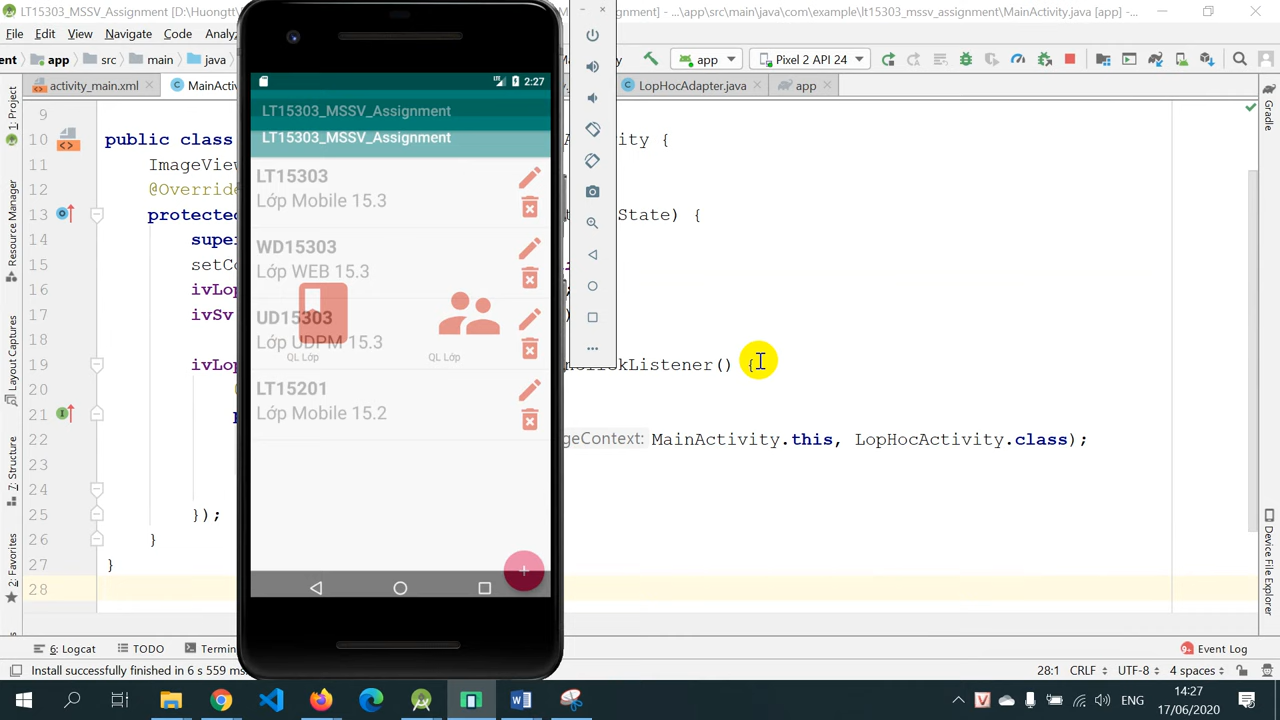 LT15303_MSSV_Assignment [D:\Huongtt\
nment] - ...\app\src\main\java\com\example\lt15303_mssv_assignment\MainActivity.java [app] - ...
File Edit View Navigate Code Analy
ent app src main java
app Pixel 2 API 24
activity_main.xml MainActiv LopHocAdapter.java app
2:27
LT15303_MSSV_Assignment
LT15303_MSSV_Assignment
LT15303
Lớp Mobile 15.3
WD15303
Lớp WEB 15.3
UD15303
Lớp UDPM 15.3
QL Lớp QL Lớp
LT15201
Lớp Mobile 15.2
9
10 public class ity {
11 ImageView
12 @Override
13 protected State) {
14 super
15 setCo
16 ivLop
17 ivSv
18
19 ivLop ClickListener() {
20
21
22 geContext: MainActivity.this, LopHocActivity.class);
23
24
25 });
26 }
27 }
28
1: Project
Resource Manager
Layout Captures
Z: Structure
2: Favorites
Gradle
Device File Explorer
6: Logcat TODO Termin Event Log
Install successfully finished in 6 s 559 ms 28:1 CRLF UTF-8 4 spaces
ENG 14:27
17/06/2020